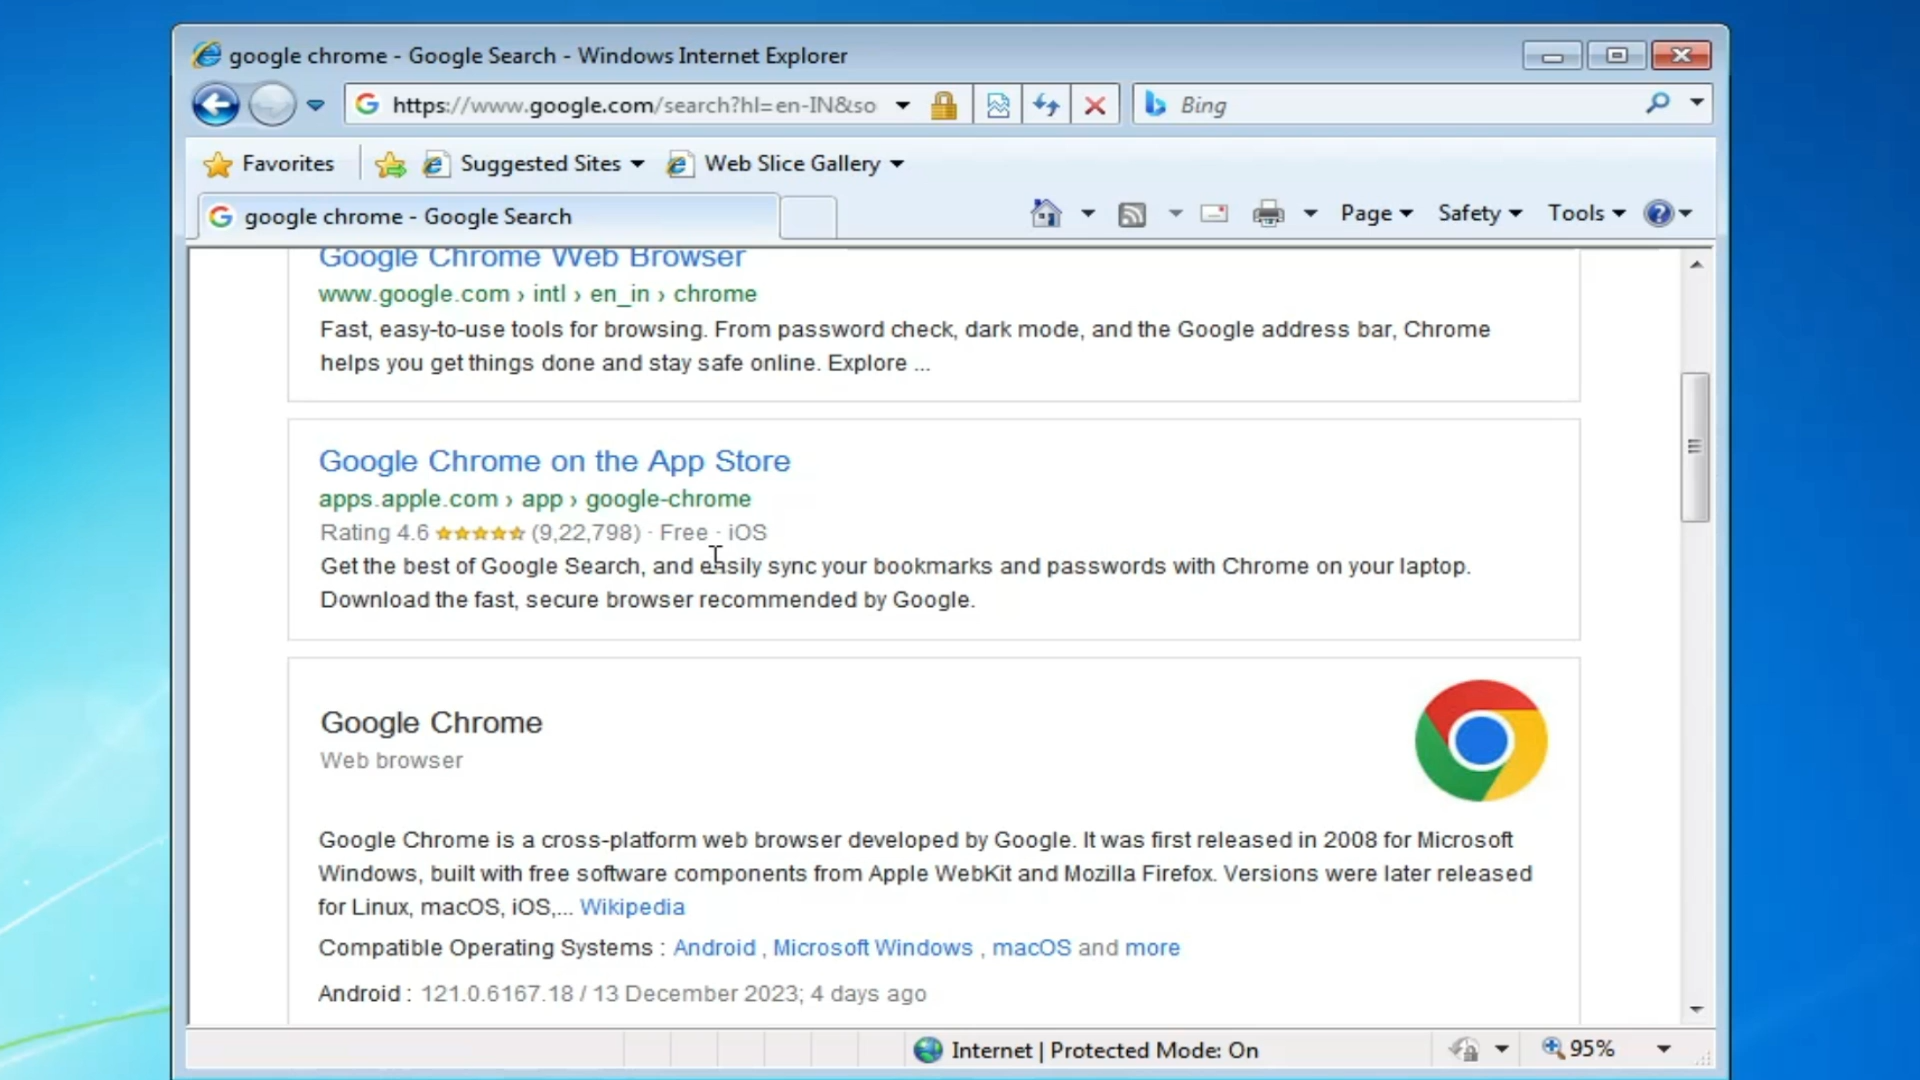 google chrome - Google Search - Windows Internet Explorer
https://www.google.com/search?hl=en-IN&so
Bing
Favorites
Suggested Sites
Web Slice Gallery
google chrome - Google Search
Page
Safety
Tools
Google Chrome Web Browser
www.google.com › intl › en_in › chrome
Fast, easy-to-use tools for browsing. From password check, dark mode, and the Google address bar, Chrome
helps you get things done and stay safe online. Explore ...
Google Chrome on the App Store
apps.apple.com › app › google-chrome
Rating 4.6 ★★★★★ (9,22,798) · Free · iOS
Get the best of Google Search, and easily sync your bookmarks and passwords with Chrome on your laptop.
Download the fast, secure browser recommended by Google.
Google Chrome
Web browser
Google Chrome is a cross-platform web browser developed by Google. It was first released in 2008 for Microsoft
Windows, built with free software components from Apple WebKit and Mozilla Firefox. Versions were later released
for Linux, macOS, iOS,... Wikipedia
Compatible Operating Systems : Android , Microsoft Windows , macOS and more
Android : 121.0.6167.18 / 13 December 2023; 4 days ago
Internet | Protected Mode: On
95%